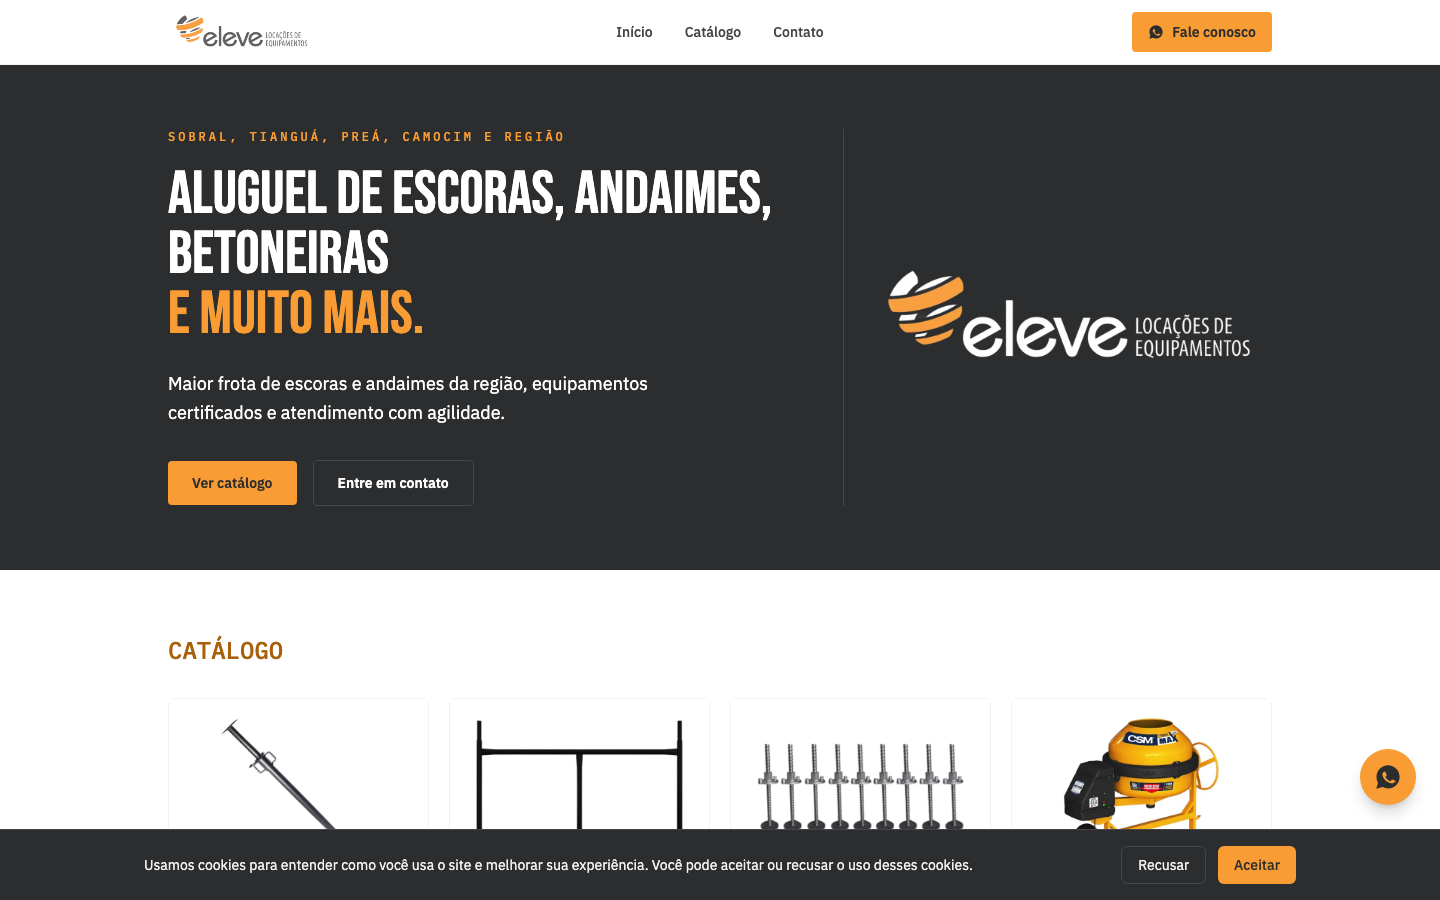 eleve LOCAÇÕES DE
EQUIPAMENTOS
Início
Catálogo
Contato
Fale conosco
SOBRAL, TIANGUÁ, PREÁ, CAMOCIM E REGIÃO
ALUGUEL DE ESCORAS, ANDAIMES,
BETONEIRAS
E MUITO MAIS.
Maior frota de escoras e andaimes da região, equipamentos
certificados e atendimento com agilidade.
Ver catálogo
Entre em contato
eleve LOCAÇÕES DE
EQUIPAMENTOS
CATÁLOGO
CSM MAX
Usamos cookies para entender como você usa o site e melhorar sua experiência. Você pode aceitar ou recusar o uso desses cookies.
Recusar
Aceitar